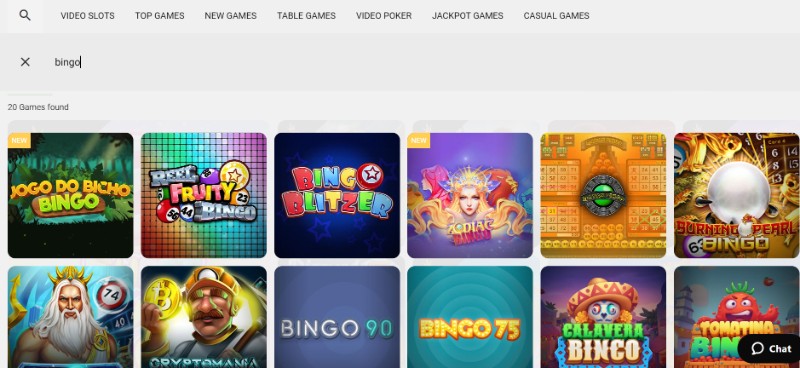 VIDEO SLOTS TOP GAMES NEW GAMES TABLE GAMES VIDEO POKER JACKPOT GAMES CASUAL GAMES
bingo
20 Games found
NEW
JOGO DO BICHO
BINGO
REEL
FRUITY
BINGO
BINGO
BLITZER
NEW
ZODIAC
BINGO
BURNING PEARL
BINGO
74
CRYPTOMANIA
BINGO 90
BINGO 75
CALAVERA
BINGO
TOMATINA
BINGO
Chat